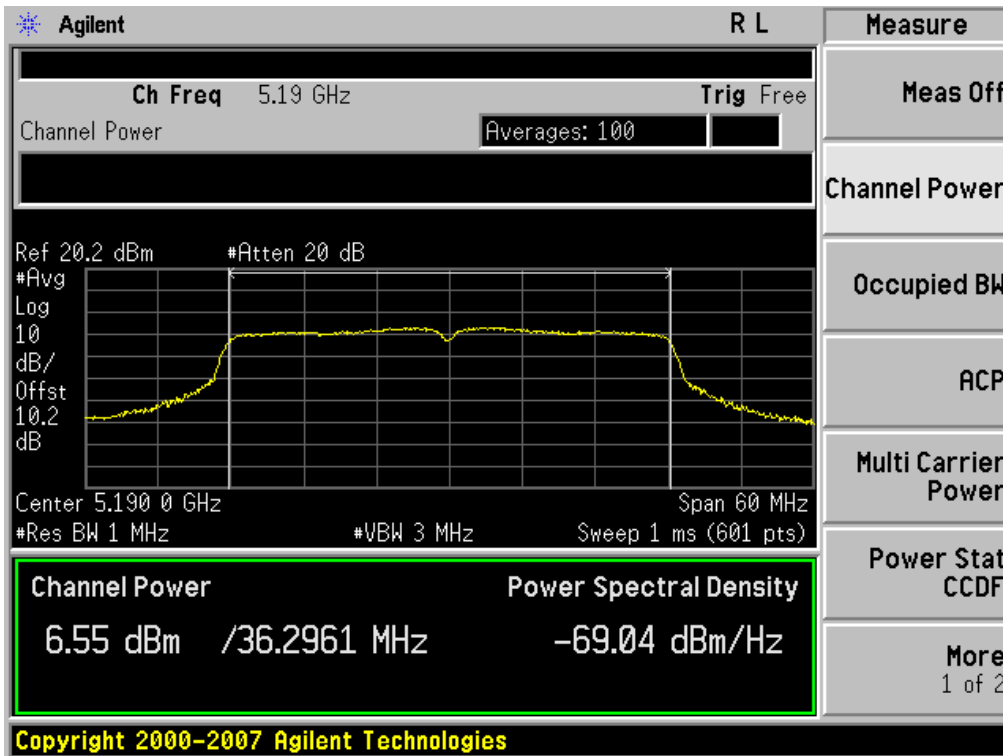 Agilent R L Measure
Ch Freq 5.19 GHz Trig Free
Channel Power Averages: 100
Meas Off
Channel Power
Occupied BW
ACP
Multi Carrier
Power
Power Stat
CCDF
More
1 of 2
Ref 20.2 dBm #Atten 20 dB
#Avg
Log
10
dB/
Offst
10.2
dB
Center 5.190 0 GHz Span 60 MHz
#Res BW 1 MHz #VBW 3 MHz Sweep 1 ms (601 pts)
Channel Power Power Spectral Density
6.55 dBm /36.2961 MHz -69.04 dBm/Hz
Copyright 2000-2007 Agilent Technologies